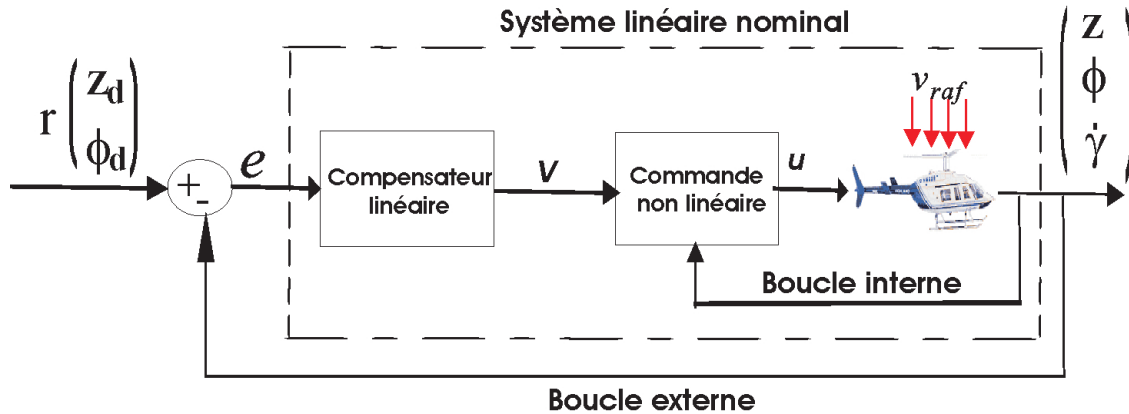 Système linéaire nominal
r
z_d
ϕ_d
+
-
e
Compensateur
linéaire
v
Commande
non linéaire
u
v_raf
z
ϕ
γ̇
Boucle interne
Boucle externe